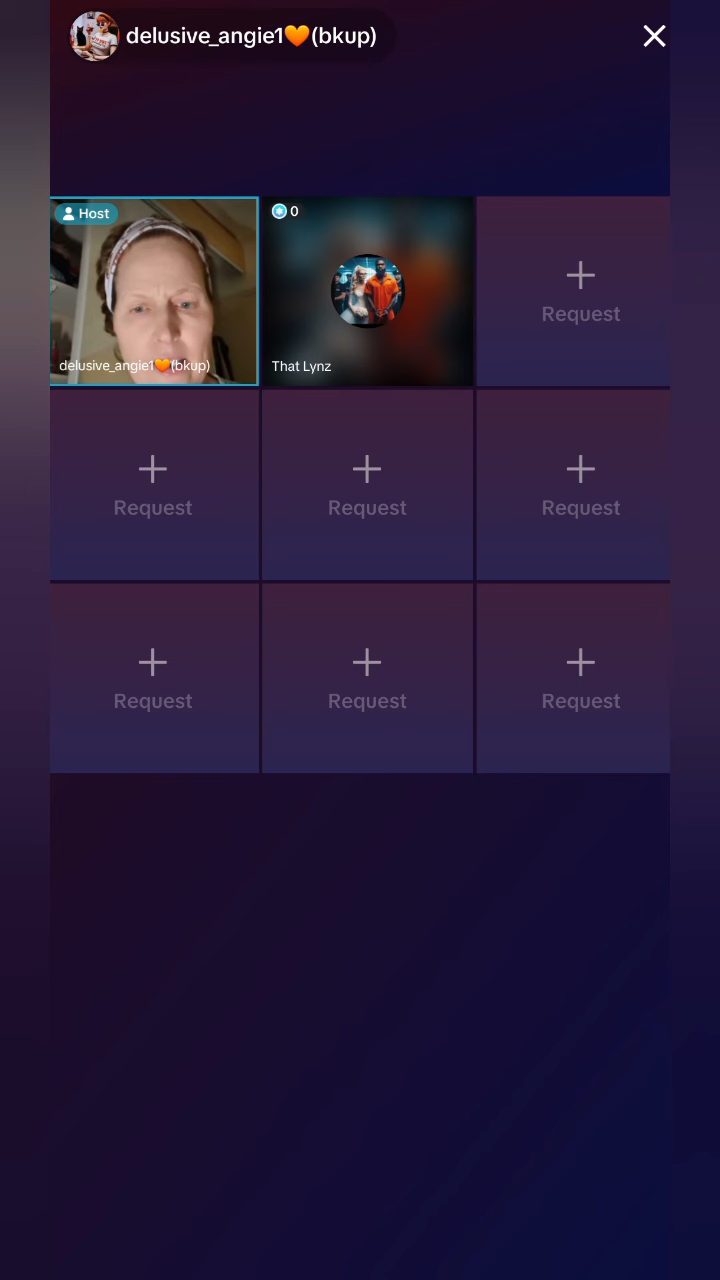 delusive_angie1🧡(bkup)
Host
0
delusive_angie1🧡(bkup)
That Lynz
Request
Request
Request
Request
Request
Request
Request